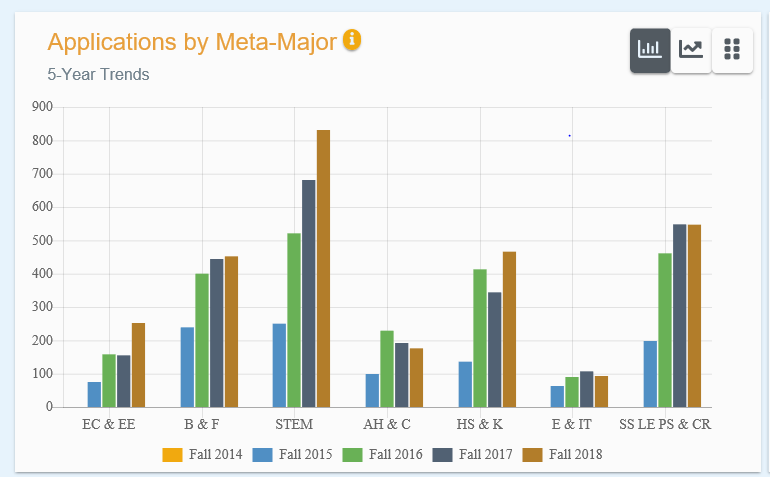 Applications by Meta-Major i
5-Year Trends
900
800
700
600
500
400
300
200
100
0
EC & EE B & F STEM AH & C HS & K E & IT SS LE PS & CR
Fall 2014 Fall 2015 Fall 2016 Fall 2017 Fall 2018